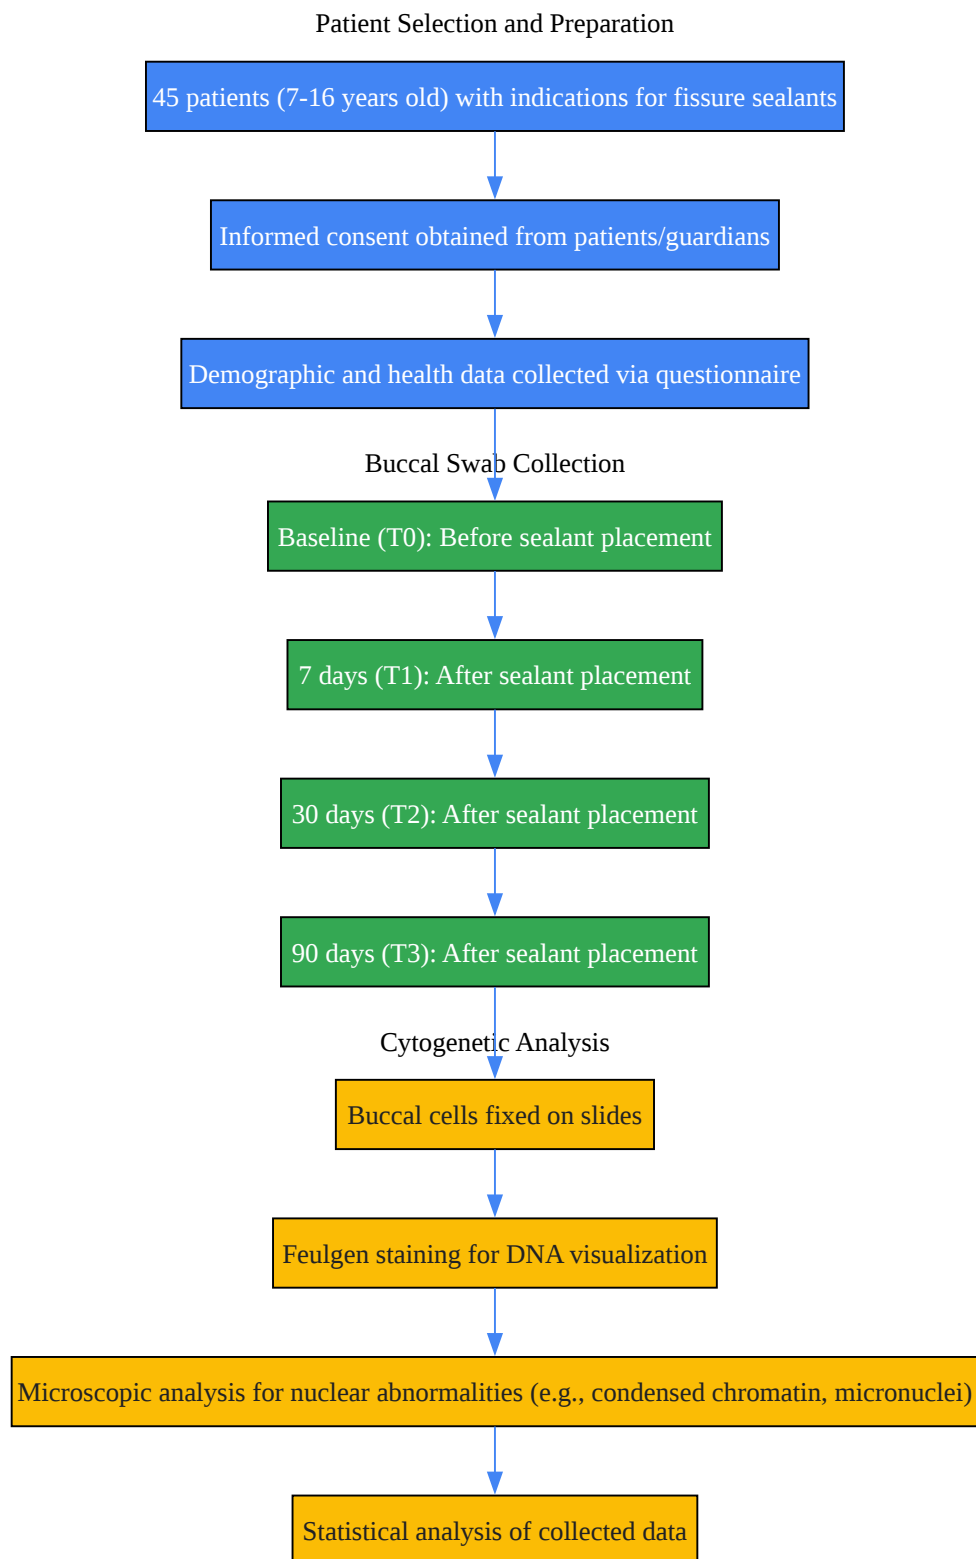 Patient Selection and Preparation
45 patients (7-16 years old) with indications for fissure sealants
Informed consent obtained from patients/guardians
Demographic and health data collected via questionnaire
Buccal Swab Collection
Baseline (T0): Before sealant placement
7 days (T1): After sealant placement
30 days (T2): After sealant placement
90 days (T3): After sealant placement
Cytogenetic Analysis
Buccal cells fixed on slides
Feulgen staining for DNA visualization
Microscopic analysis for nuclear abnormalities (e.g., condensed chromatin, micronuclei)
Statistical analysis of collected data